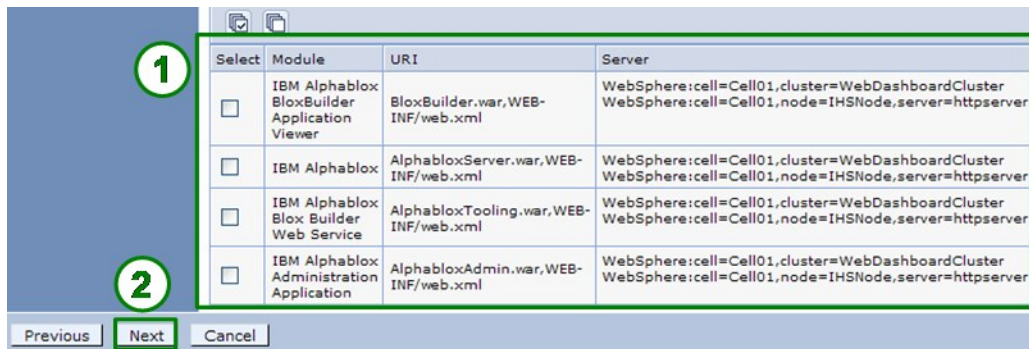 1
Select Module URI Server
IBM Alphablox
BloxBuilder
Application
Viewer
BloxBuilder.war,WEB-
INF/web.xml
WebSphere:cell=Cell01,cluster=WebDashboardCluster
WebSphere:cell=Cell01,node=IHSNode,server=httpserver
IBM Alphablox
AlphabloxServer.war,WEB-
INF/web.xml
WebSphere:cell=Cell01,cluster=WebDashboardCluster
WebSphere:cell=Cell01,node=IHSNode,server=httpserver
IBM Alphablox
Blox Builder
Web Service
AlphabloxTooling.war,WEB-
INF/web.xml
WebSphere:cell=Cell01,cluster=WebDashboardCluster
WebSphere:cell=Cell01,node=IHSNode,server=httpserver
IBM Alphablox
Administration
Application
AlphabloxAdmin.war,WEB-
INF/web.xml
WebSphere:cell=Cell01,cluster=WebDashboardCluster
WebSphere:cell=Cell01,node=IHSNode,server=httpserver
2
Previous Next Cancel